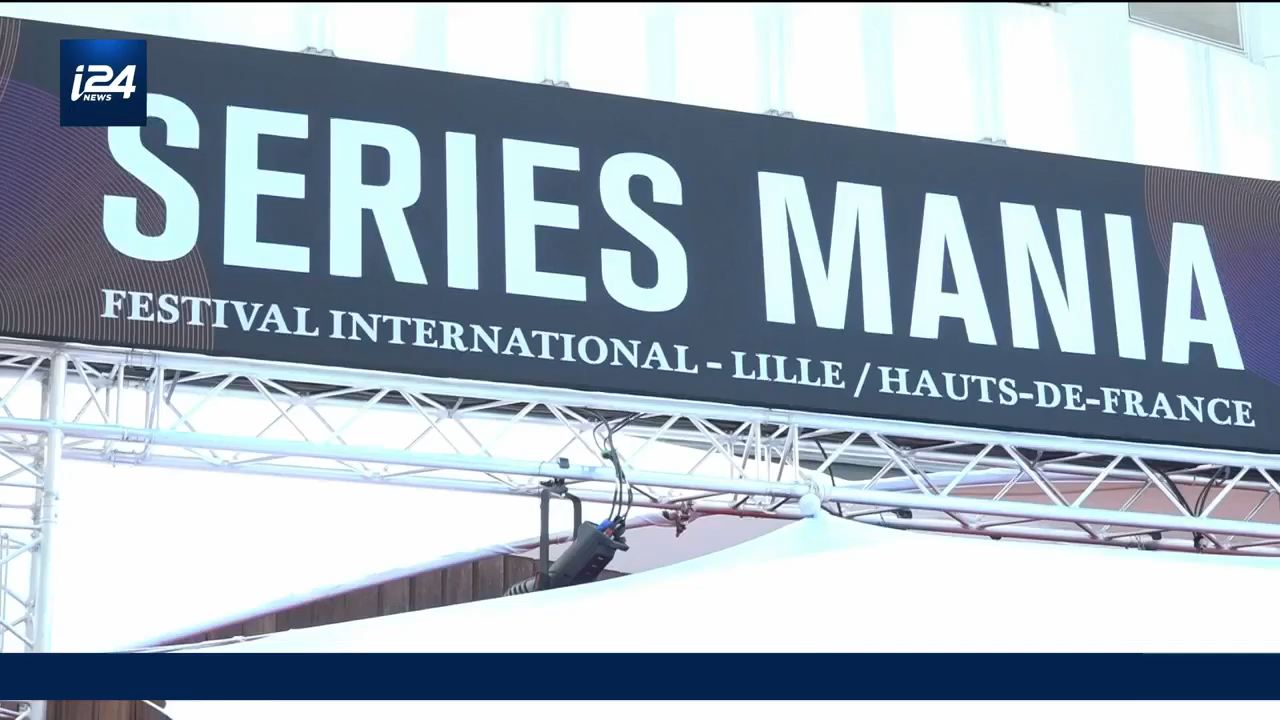 i24
NEWS
SERIES MANIA
FESTIVAL INTERNATIONAL - LILLE / HAUTS-DE-FRANCE